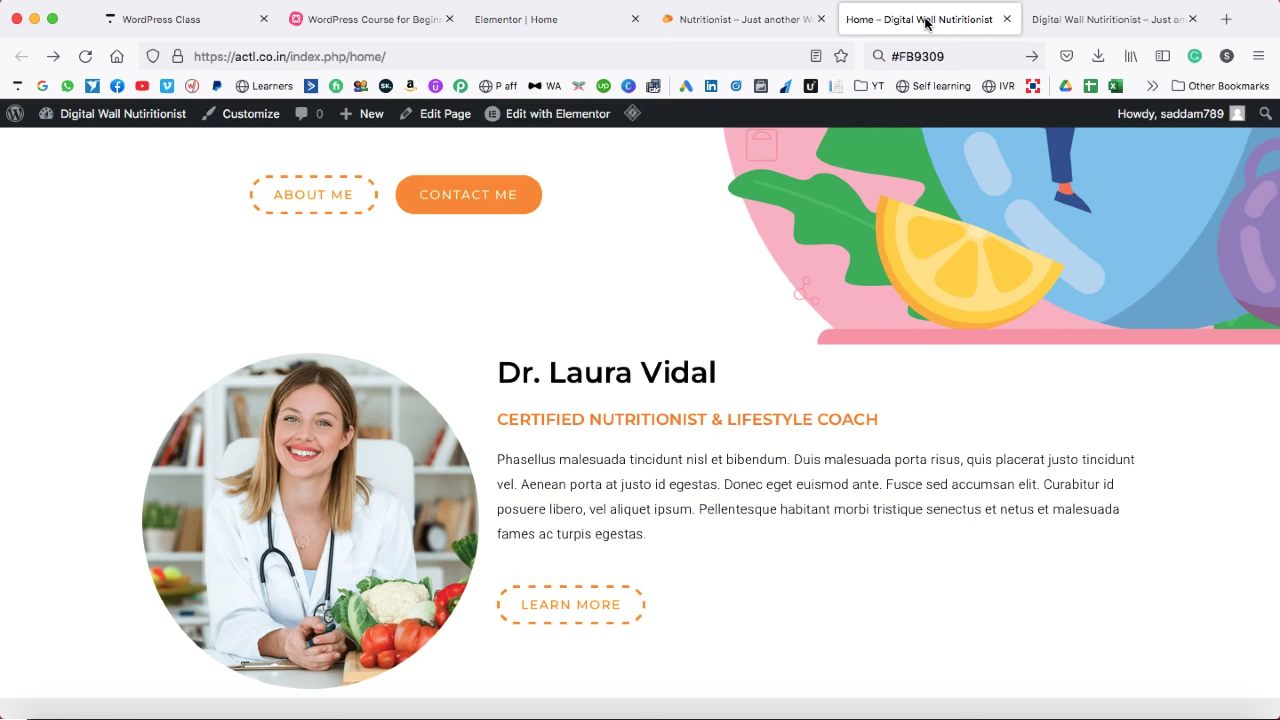 WordPress Class
WordPress Course for Beginn
Elementor | Home
Nutritionist – Just another W
Home – Digital Wall Nutiritionist
Digital Wall Nutiritionist – Just an
https://actl.co.in/index.php/home/
#FB9309
Learners
P aff
WA
YT
Self learning
IVR
Other Bookmarks
Digital Wall Nutiritionist
Customize
0
New
Edit Page
Edit with Elementor
Howdy, saddam789
ABOUT ME
CONTACT ME
Dr. Laura Vidal
CERTIFIED NUTRITIONIST & LIFESTYLE COACH
Phasellus malesuada tincidunt nisl et bibendum. Duis malesuada porta risus, quis placerat justo tincidunt
vel. Aenean porta at justo id egestas. Donec eget euismod ante. Fusce sed accumsan elit. Curabitur id
posuere libero, vel aliquet ipsum. Pellentesque habitant morbi tristique senectus et netus et malesuada
fames ac turpis egestas.
LEARN MORE